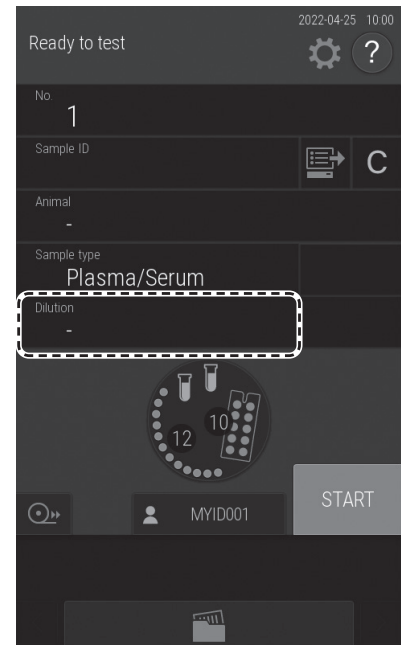 2022-04-25 10:00
Ready to test
?
No.
1
Sample ID
C
Animal
-
Sample type
Plasma/Serum
Dilution
-
10
12
MYID001
START